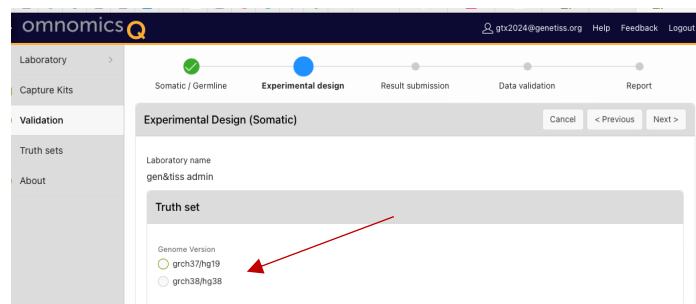 omnomicsQ
gtx2024@genetiss.org Help Feedback Logout
Laboratory >
Capture Kits
Validation
Truth sets
About
Somatic / Germline Experimental design Result submission Data validation Report
Experimental Design (Somatic) Cancel < Previous Next >
Laboratory name
gen&tiss admin
Truth set
Genome Version
grch37/hg19
grch38/hg38